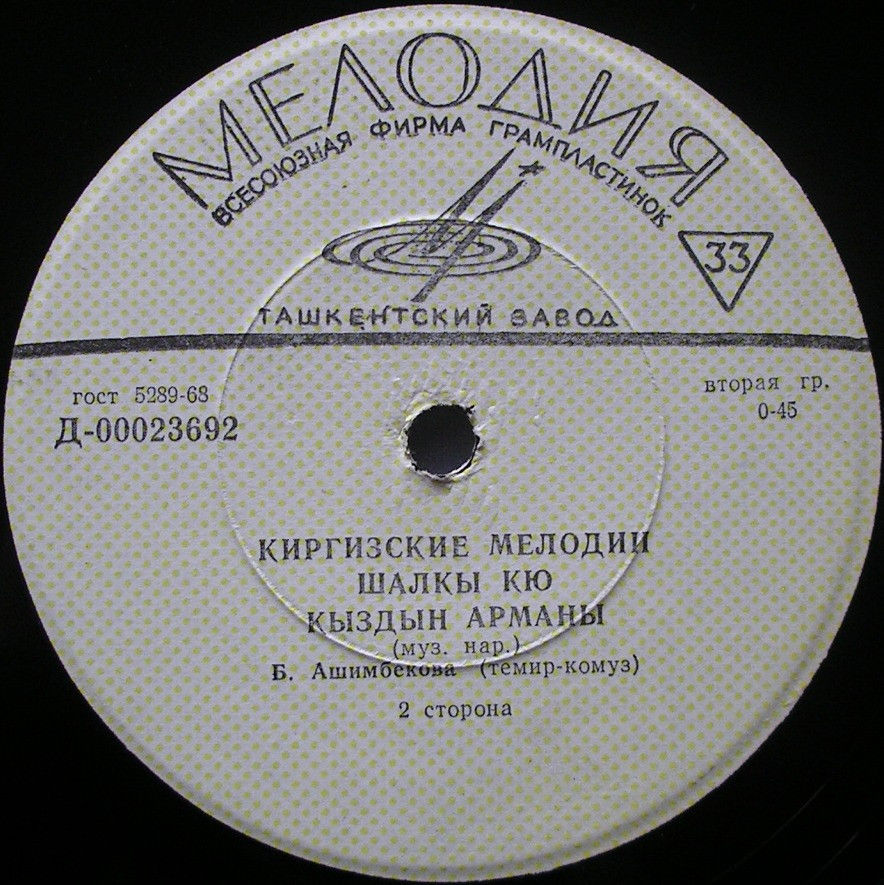 МЕЛОДИЯ
ВСЕСОЮЗНАЯ ФИРМА ГРАМПЛАСТИНОК
33
ТАШКЕНТСКИЙ ЗАВОД
гост 5289-68
вторая гр.
Д-00023692
0-45
КИРГИЗСКИЕ МЕЛОДИИ
ШАЛКЫ КЮ
КЫЗДЫН АРМАНЫ
(муз. нар.)
Б. Ашимбекова (темир-комуз)
2 сторона